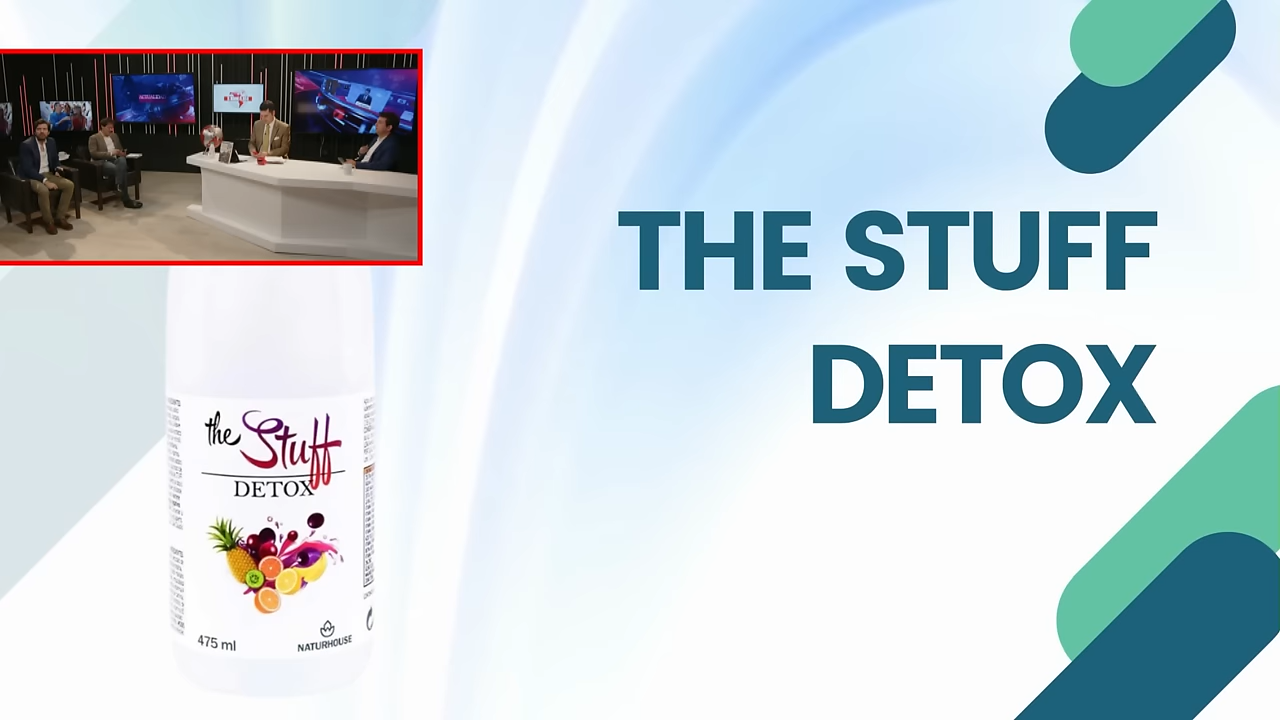 THE STUFF
DETOX
the Stuff
DETOX
475 ml
NATURHOUSE